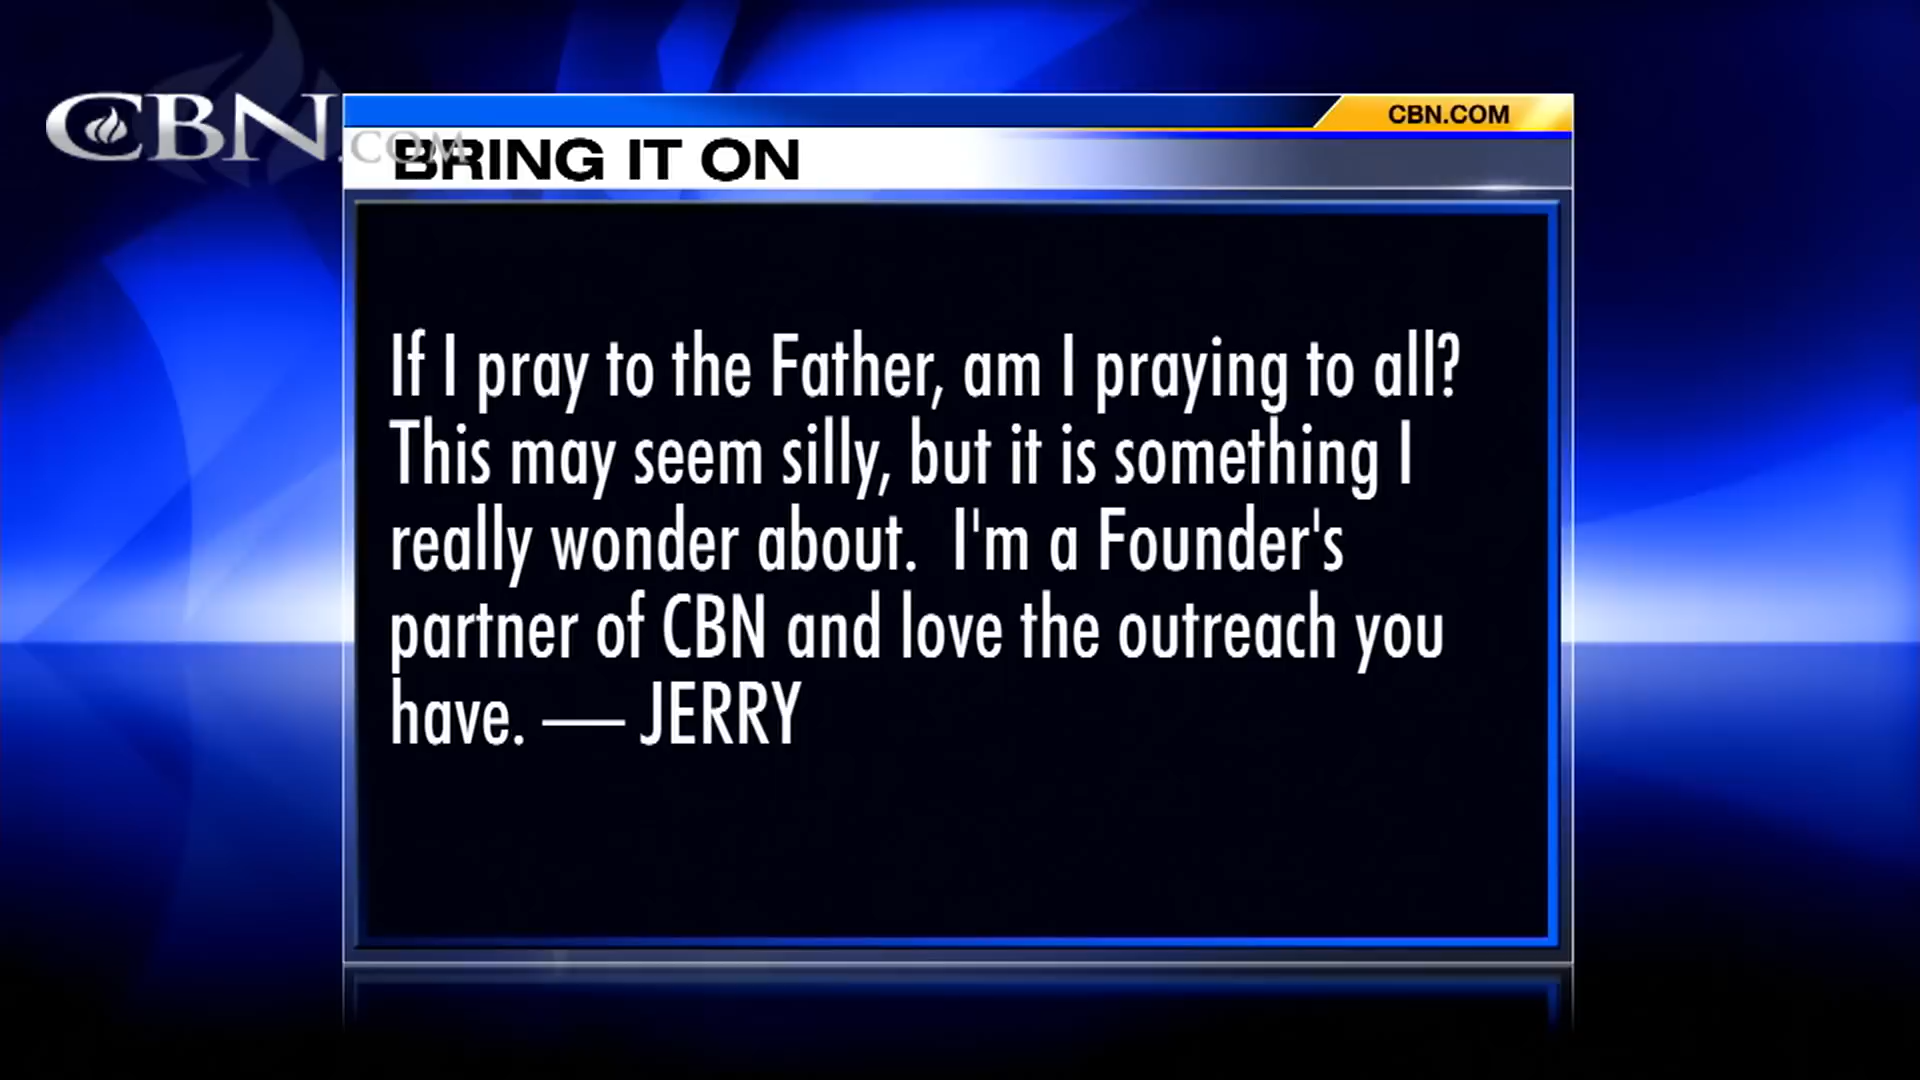 CBN.COM
CBN.COM
BRING IT ON
If I pray to the Father, am I praying to all?
This may seem silly, but it is something I
really wonder about.  I'm a Founder's
partner of CBN and love the outreach you
have. — JERRY